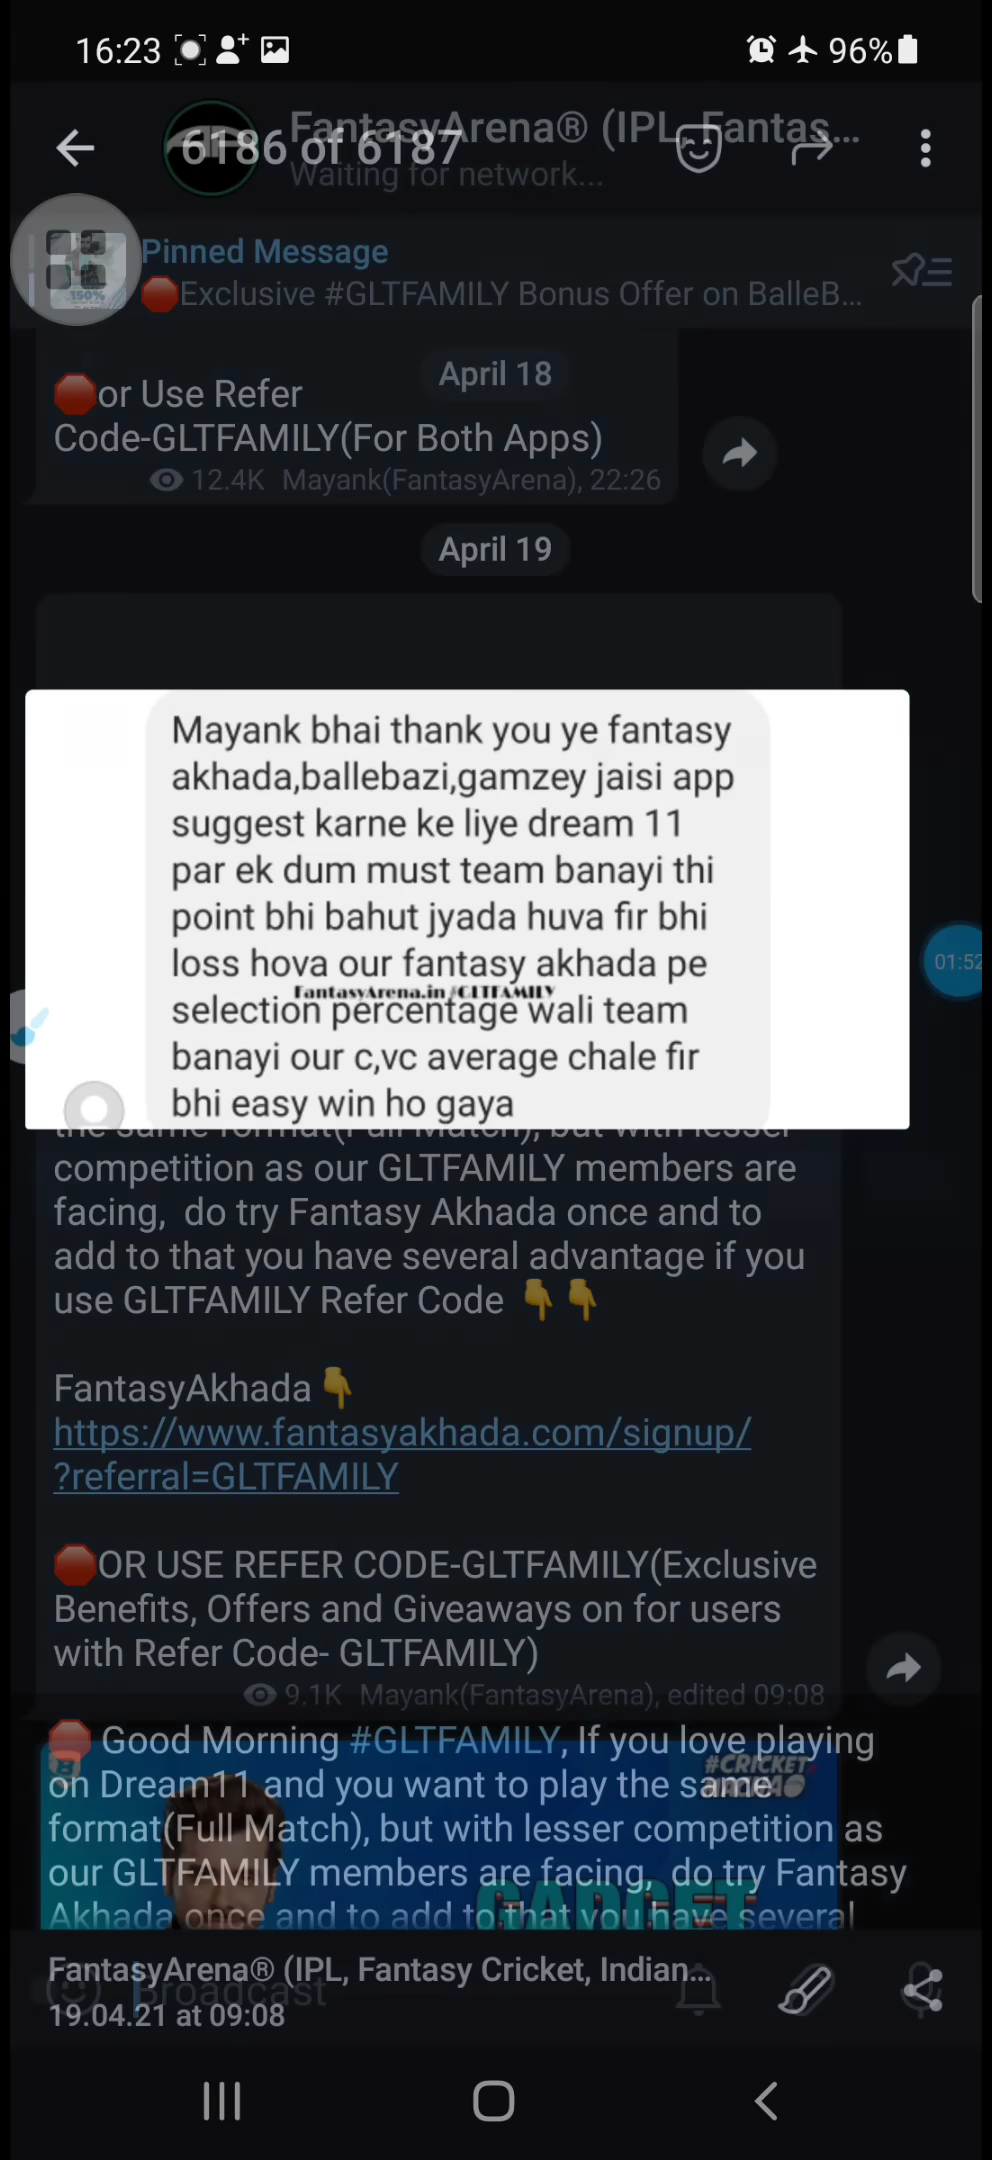 16:23
96%
FantasyArena® (IPL, Fantas...
6186 of 6187
Waiting for network...
Pinned Message
Exclusive #GLTFAMILY Bonus Offer on BalleB...
150%
April 18
or Use Refer
Code-GLTFAMILY(For Both Apps)
12.4K Mayank(FantasyArena), 22:26
April 19
Mayank bhai thank you ye fantasy
akhada,ballebazi,gamzey jaisi app
suggest karne ke liye dream 11
par ek dum must team banayi thi
point bhi bahut jyada huva fir bhi
loss hova our fantasy akhada pe
FantasyArena.in /GLTFAMILY
selection percentage wali team
banayi our c,vc average chale fir
bhi easy win ho gaya
01:52
the same format(Full Match), but with lesser
competition as our GLTFAMILY members are
facing,  do try Fantasy Akhada once and to
add to that you have several advantage if you
use GLTFAMILY Refer Code
FantasyAkhada
https://www.fantasyakhada.com/signup/
?referral=GLTFAMILY
OR USE REFER CODE-GLTFAMILY(Exclusive
Benefits, Offers and Giveaways on for users
with Refer Code- GLTFAMILY)
9.1K Mayank(FantasyArena), edited 09:08
Good Morning #GLTFAMILY, If you love playing
#CRICKET
on Dream11 and you want to play the same
format(Full Match), but with lesser competition as
our GLTFAMILY members are facing,  do try Fantasy
GADGET
Akhada once and to add to that you have several
FantasyArena® (IPL, Fantasy Cricket, Indian...
Broadcast
19.04.21 at 09:08